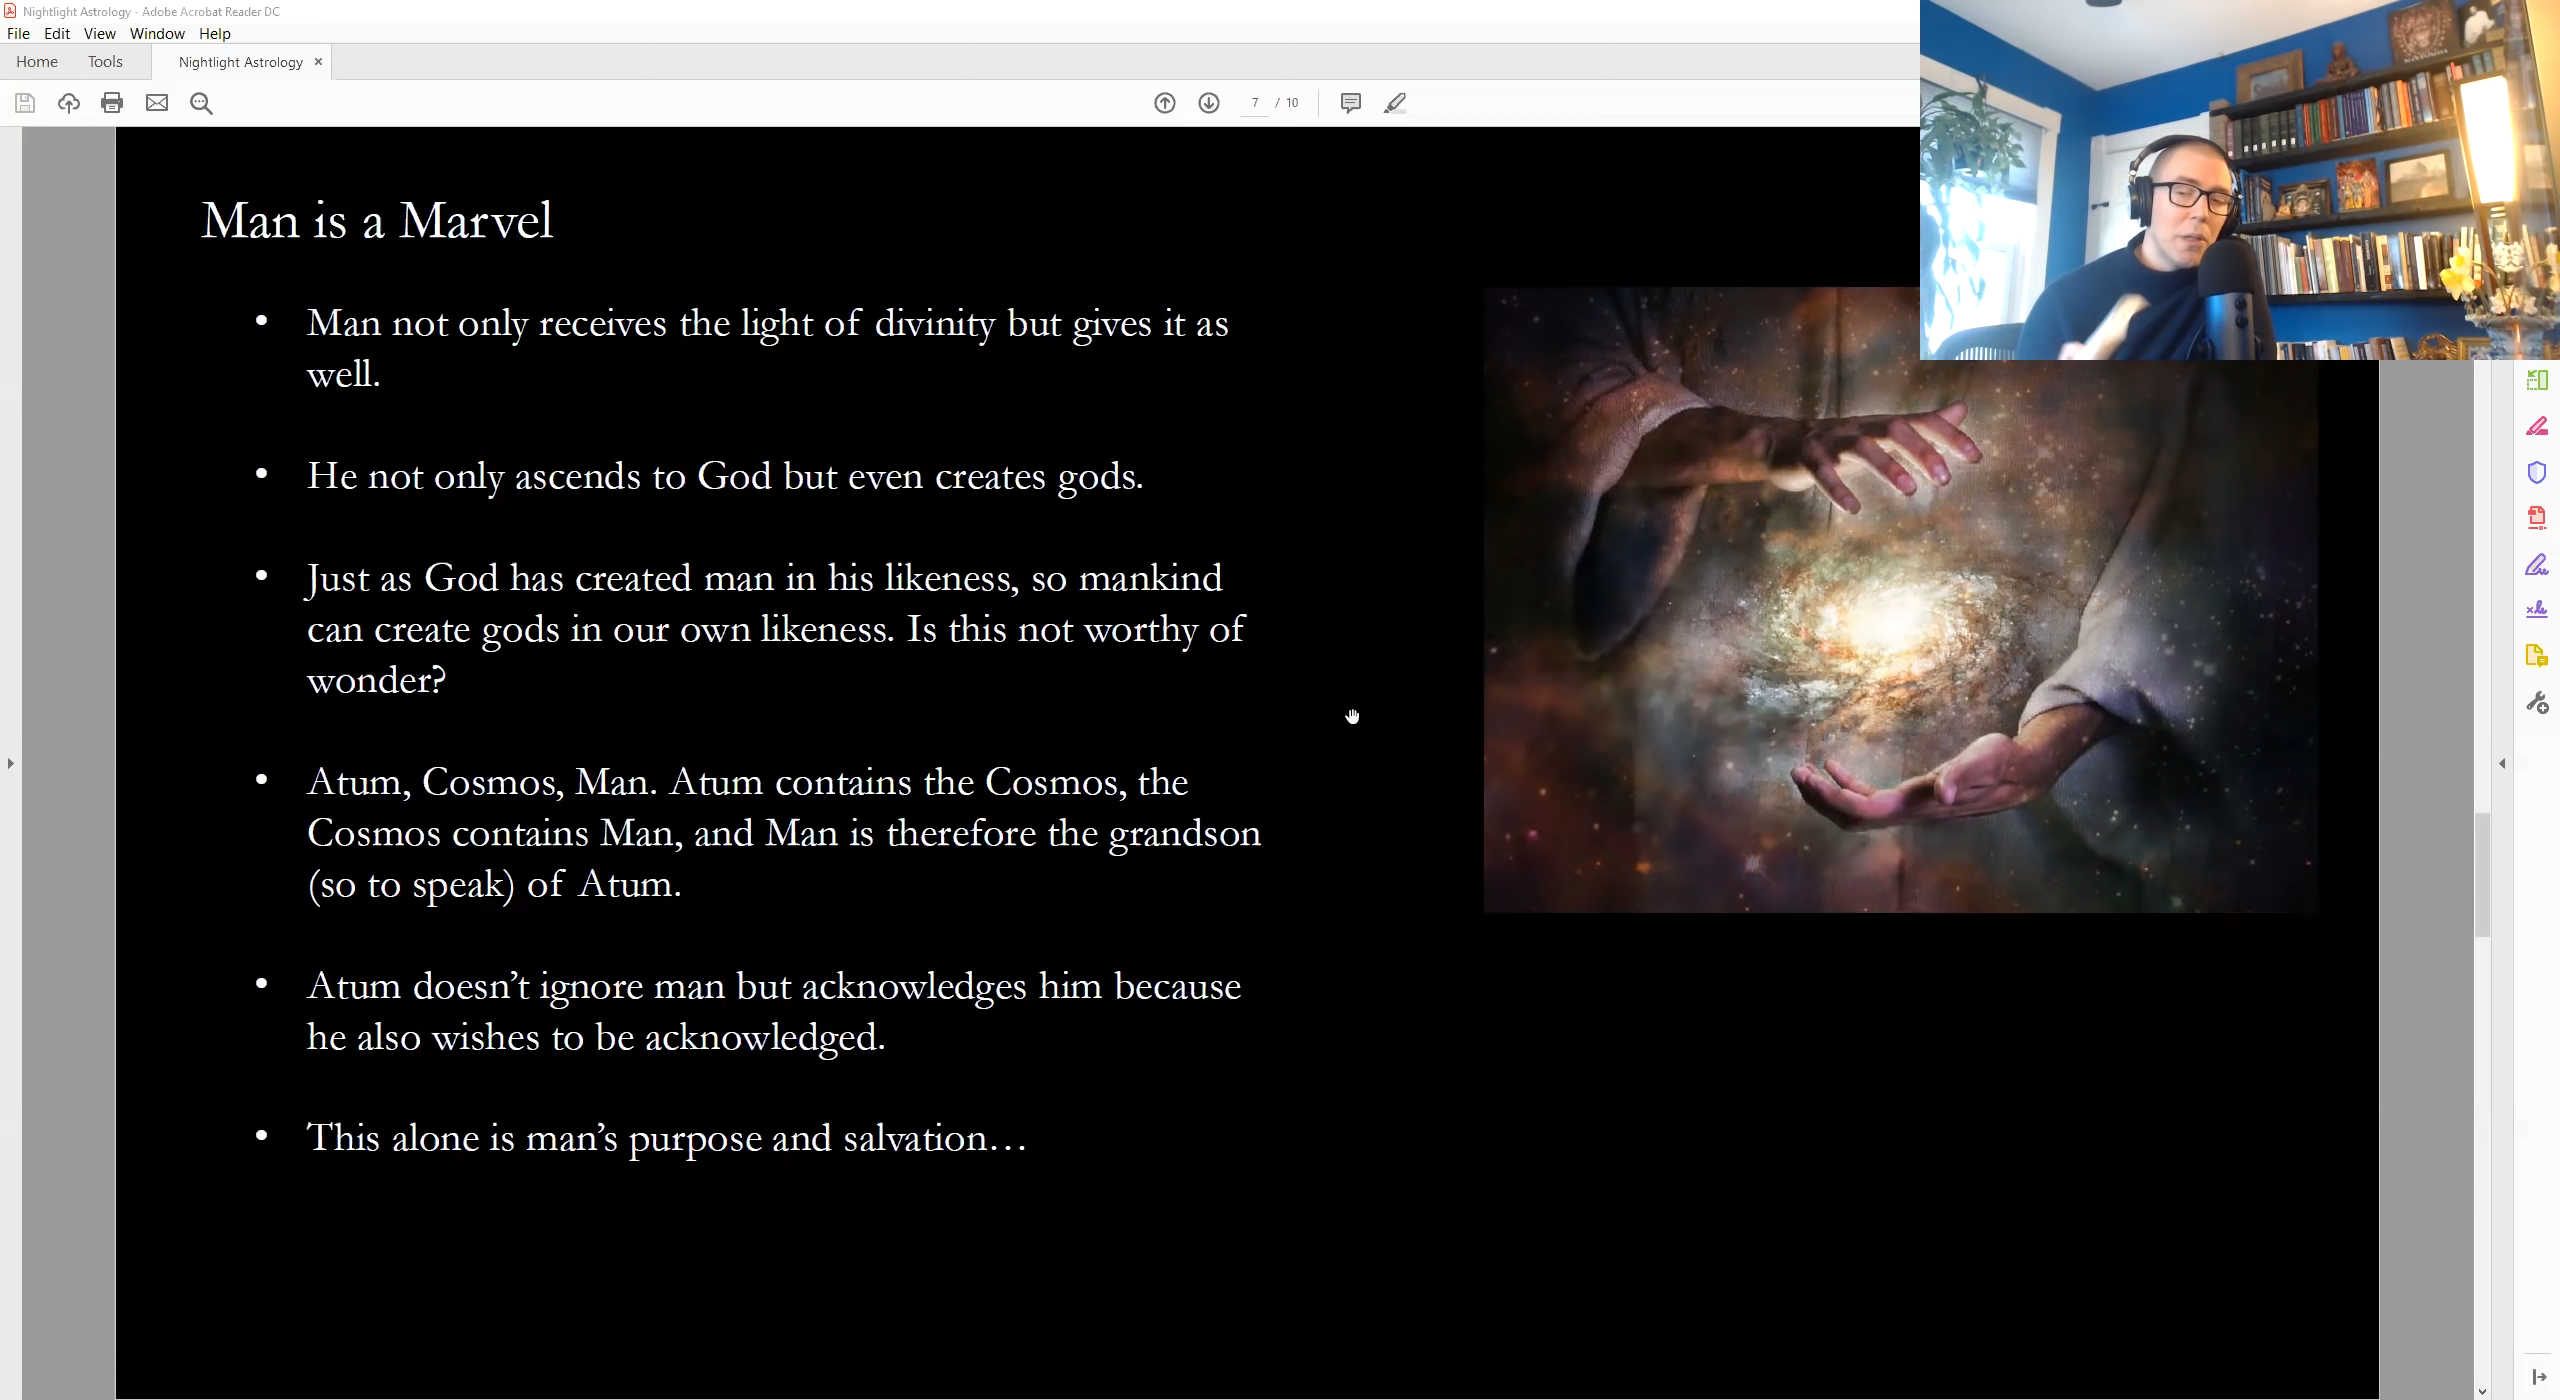 Nightlight Astrology - Adobe Acrobat Reader DC
File Edit View Window Help
Home Tools Nightlight Astrology ×
7 / 10
Man is a Marvel
• Man not only receives the light of divinity but gives it as
well.
• He not only ascends to God but even creates gods.
• Just as God has created man in his likeness, so mankind
can create gods in our own likeness. Is this not worthy of
wonder?
• Atum, Cosmos, Man. Atum contains the Cosmos, the
Cosmos contains Man, and Man is therefore the grandson
(so to speak) of Atum.
• Atum doesn’t ignore man but acknowledges him because
he also wishes to be acknowledged.
• This alone is man’s purpose and salvation…